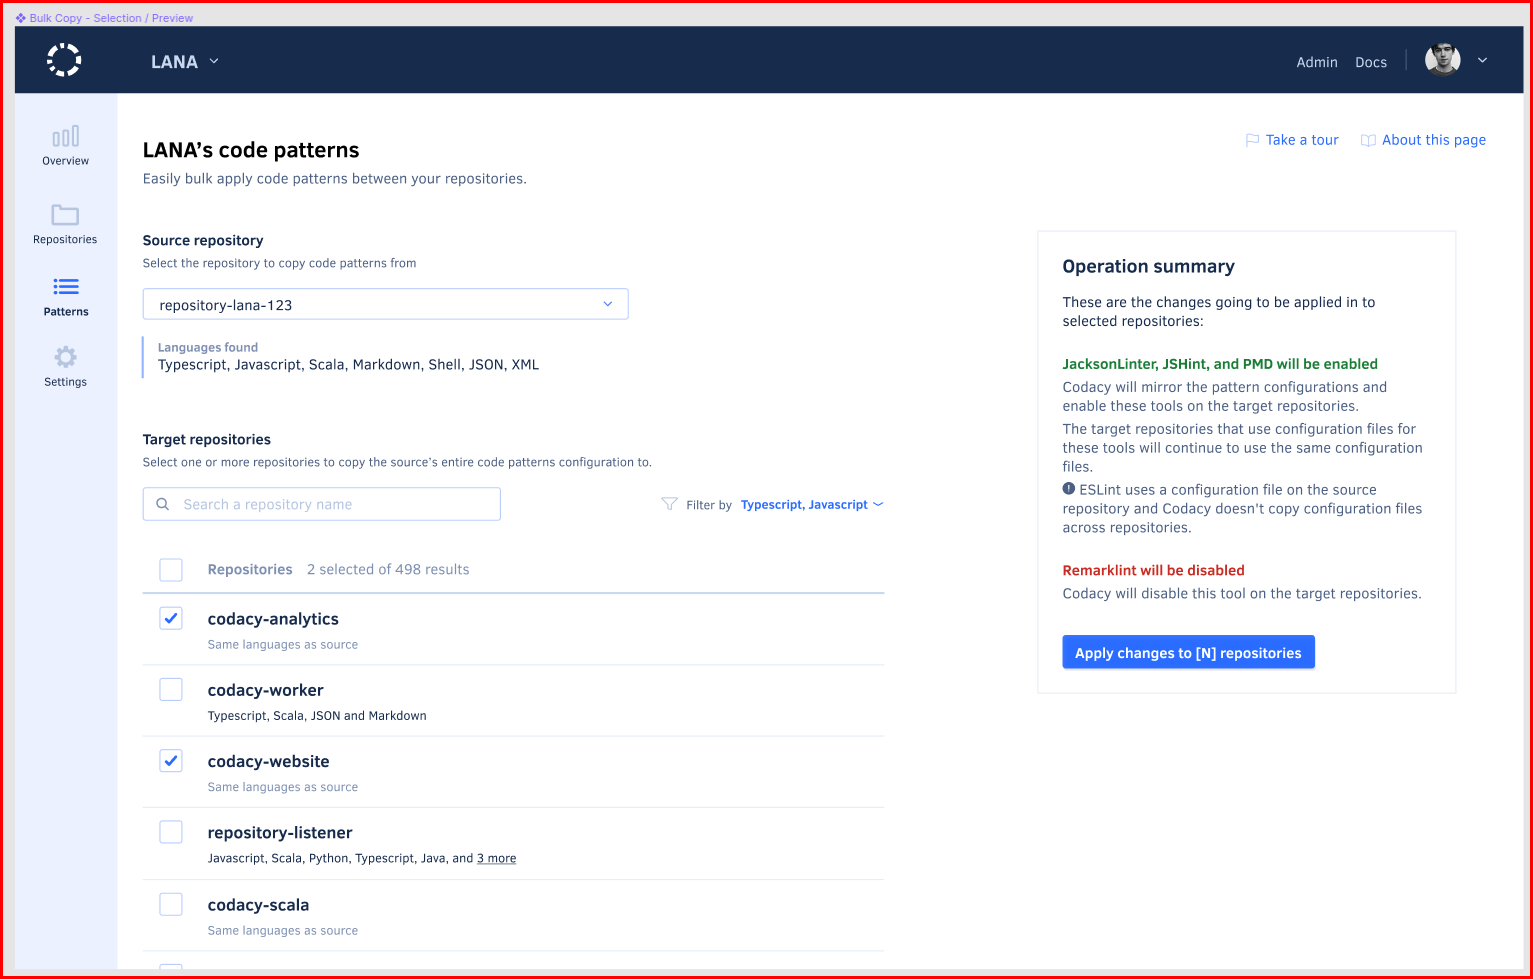 Bulk Copy - Selection / Preview
LANA
Admin
Docs
Overview
Repositories
Patterns
Settings
LANA’s code patterns
Easily bulk apply code patterns between your repositories.
Take a tour
About this page
Source repository
Select the repository to copy code patterns from
repository-lana-123
Languages found
Typescript, Javascript, Scala, Markdown, Shell, JSON, XML
Target repositories
Select one or more repositories to copy the source’s entire code patterns configuration to.
Search a repository name
Filter by Typescript, Javascript
Repositories 2 selected of 498 results
codacy-analytics
Same languages as source
codacy-worker
Typescript, Scala, JSON and Markdown
codacy-website
Same languages as source
repository-listener
Javascript, Scala, Python, Typescript, Java, and 3 more
codacy-scala
Same languages as source
Operation summary
These are the changes going to be applied in to
selected repositories:
JacksonLinter, JSHint, and PMD will be enabled
Codacy will mirror the pattern configurations and
enable these tools on the target repositories.
The target repositories that use configuration files for
these tools will continue to use the same configuration
files.
ESLint uses a configuration file on the source
repository and Codacy doesn't copy configuration files
across repositories.
Remarklint will be disabled
Codacy will disable this tool on the target repositories.
Apply changes to [N] repositories